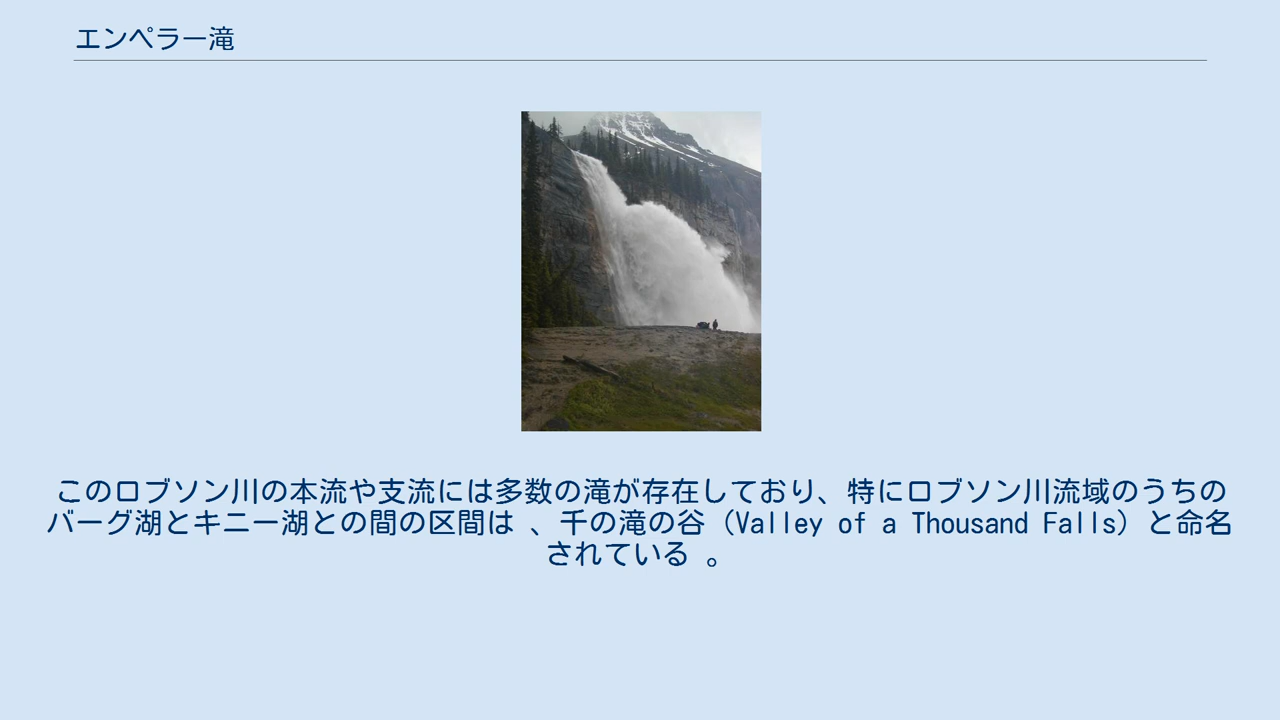 エンペラー滝
このロブソン川の本流や支流には多数の滝が存在しており、特にロブソン川流域のうちの
バーグ湖とキニー湖との間の区間は 、千の滝の谷（Valley of a Thousand Falls）と命名
されている 。